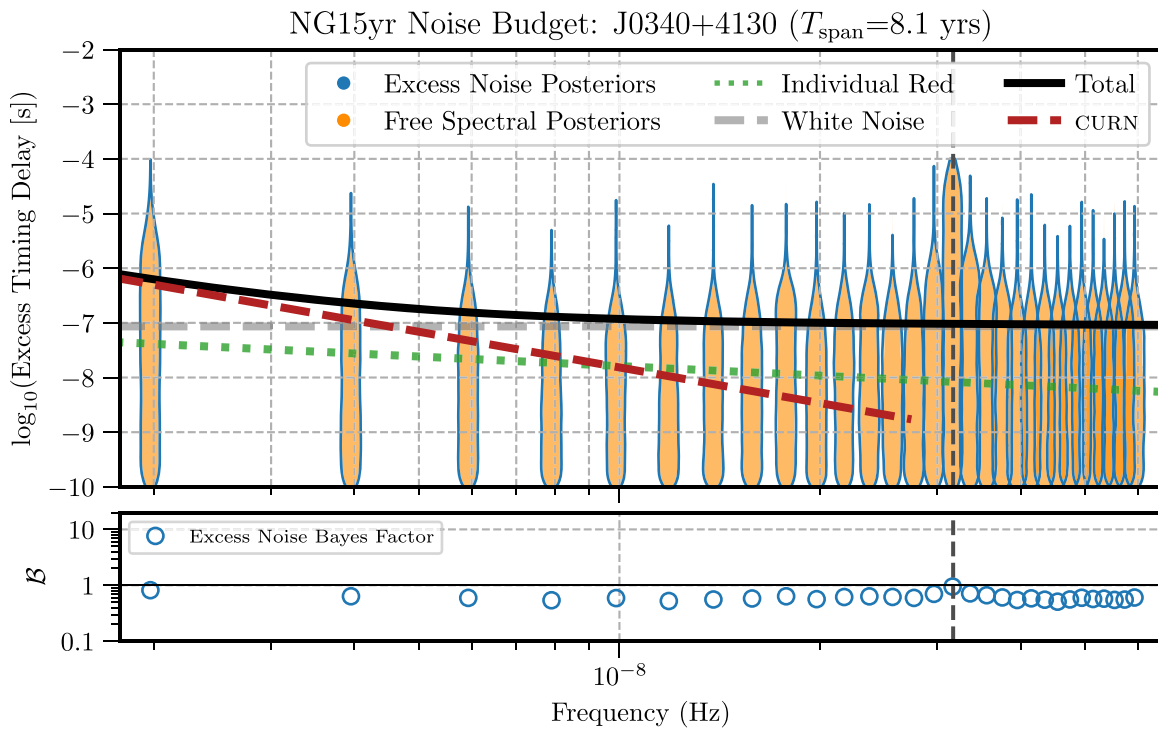 NG15yr Noise Budget: J0340+4130 (Tspan=8.1 yrs)
log10(Excess Timing Delay [s])
−2
−3
−4
−5
−6
−7
−8
−9
−10
Excess Noise Posteriors
Free Spectral Posteriors
Individual Red
White Noise
Total
CURN
ℬ
10
1
0.1
Excess Noise Bayes Factor
10−8
Frequency (Hz)